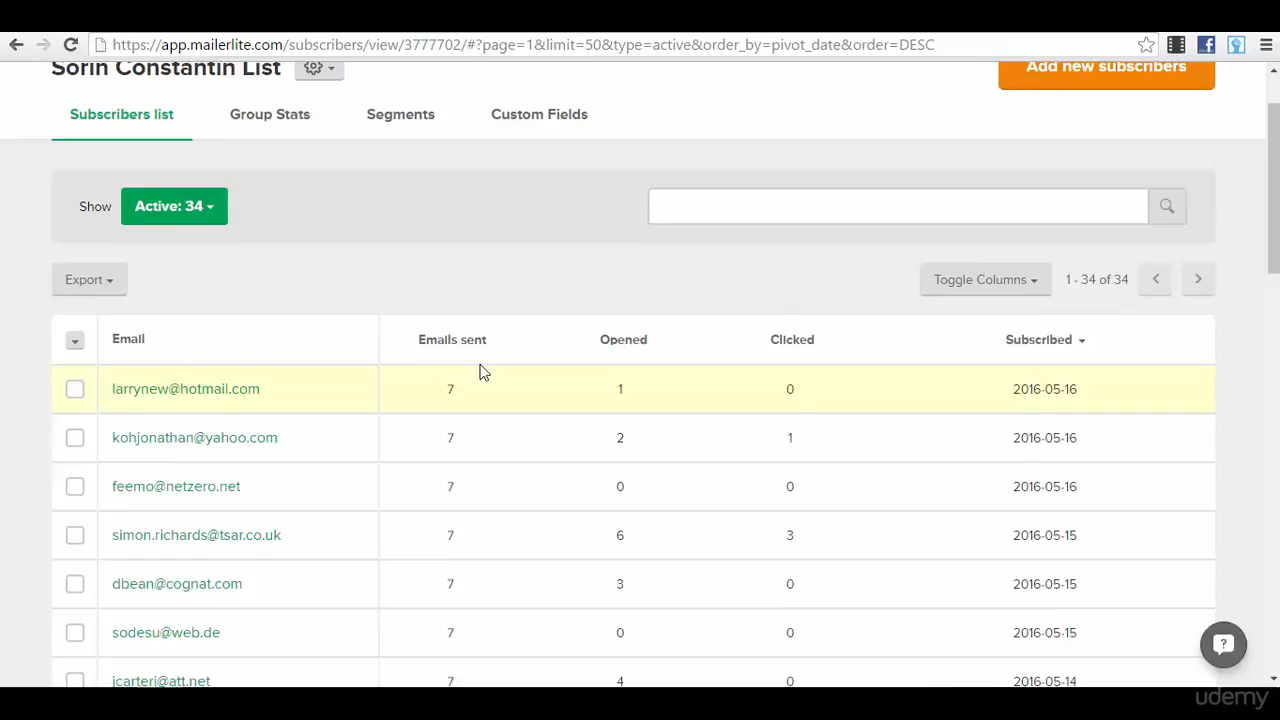 https://app.mailerlite.com/subscribers/view/3777702/#?page=1&limit=50&type=active&order_by=pivot_date&order=DESC
Sorin Constantin List
Add new subscribers
Subscribers list Group Stats Segments Custom Fields
Show Active: 34
Export Toggle Columns 1 - 34 of 34
Email Emails sent Opened Clicked Subscribed
larrynew@hotmail.com 7 1 0 2016-05-16
kohjonathan@yahoo.com 7 2 1 2016-05-16
feemo@netzero.net 7 0 0 2016-05-16
simon.richards@tsar.co.uk 7 6 3 2016-05-15
dbean@cognat.com 7 3 0 2016-05-15
sodesu@web.de 7 0 0 2016-05-15
jcarterj@att.net 7 4 0 2016-05-14
udemy